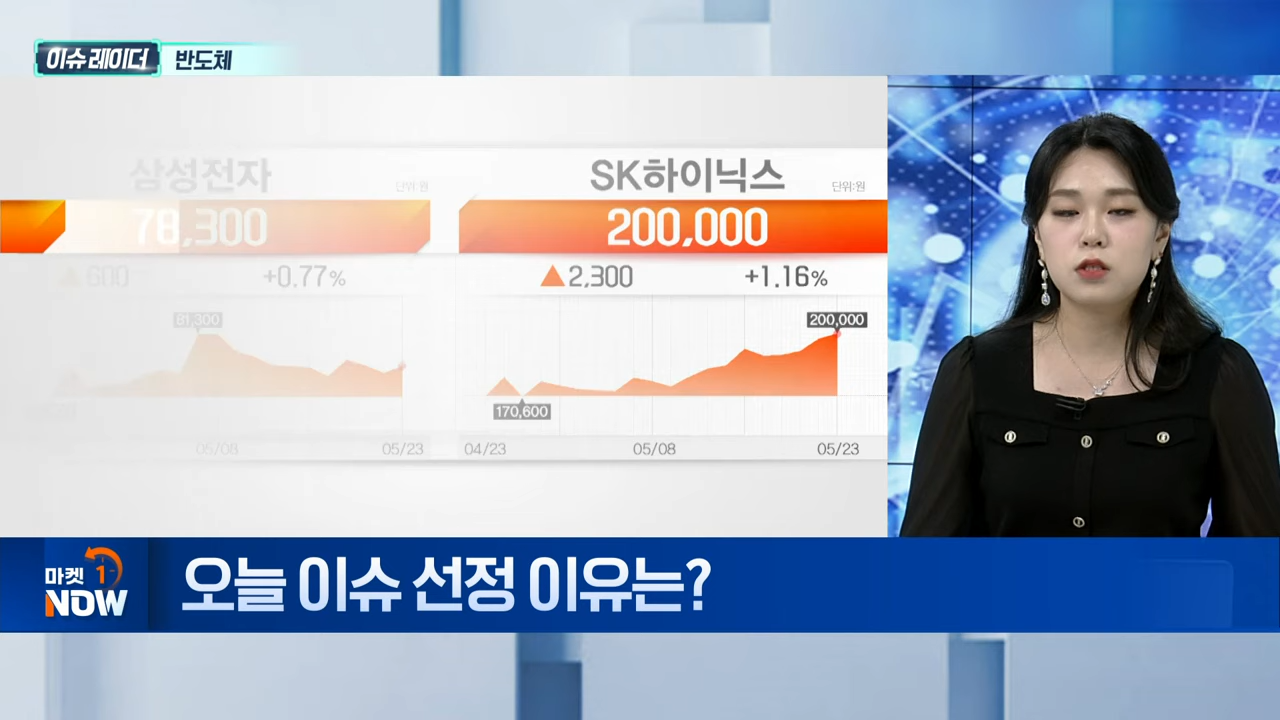 이슈 레이더 반도체
삼성전자
단위:원
78,300
▲ 600 +0.77%
81,300
05/08 05/23
SK하이닉스
단위:원
200,000
▲ 2,300 +1.16%
200,000
170,600
04/23 05/08 05/23
마켓 1
NOW
오늘 이슈 선정 이유는?